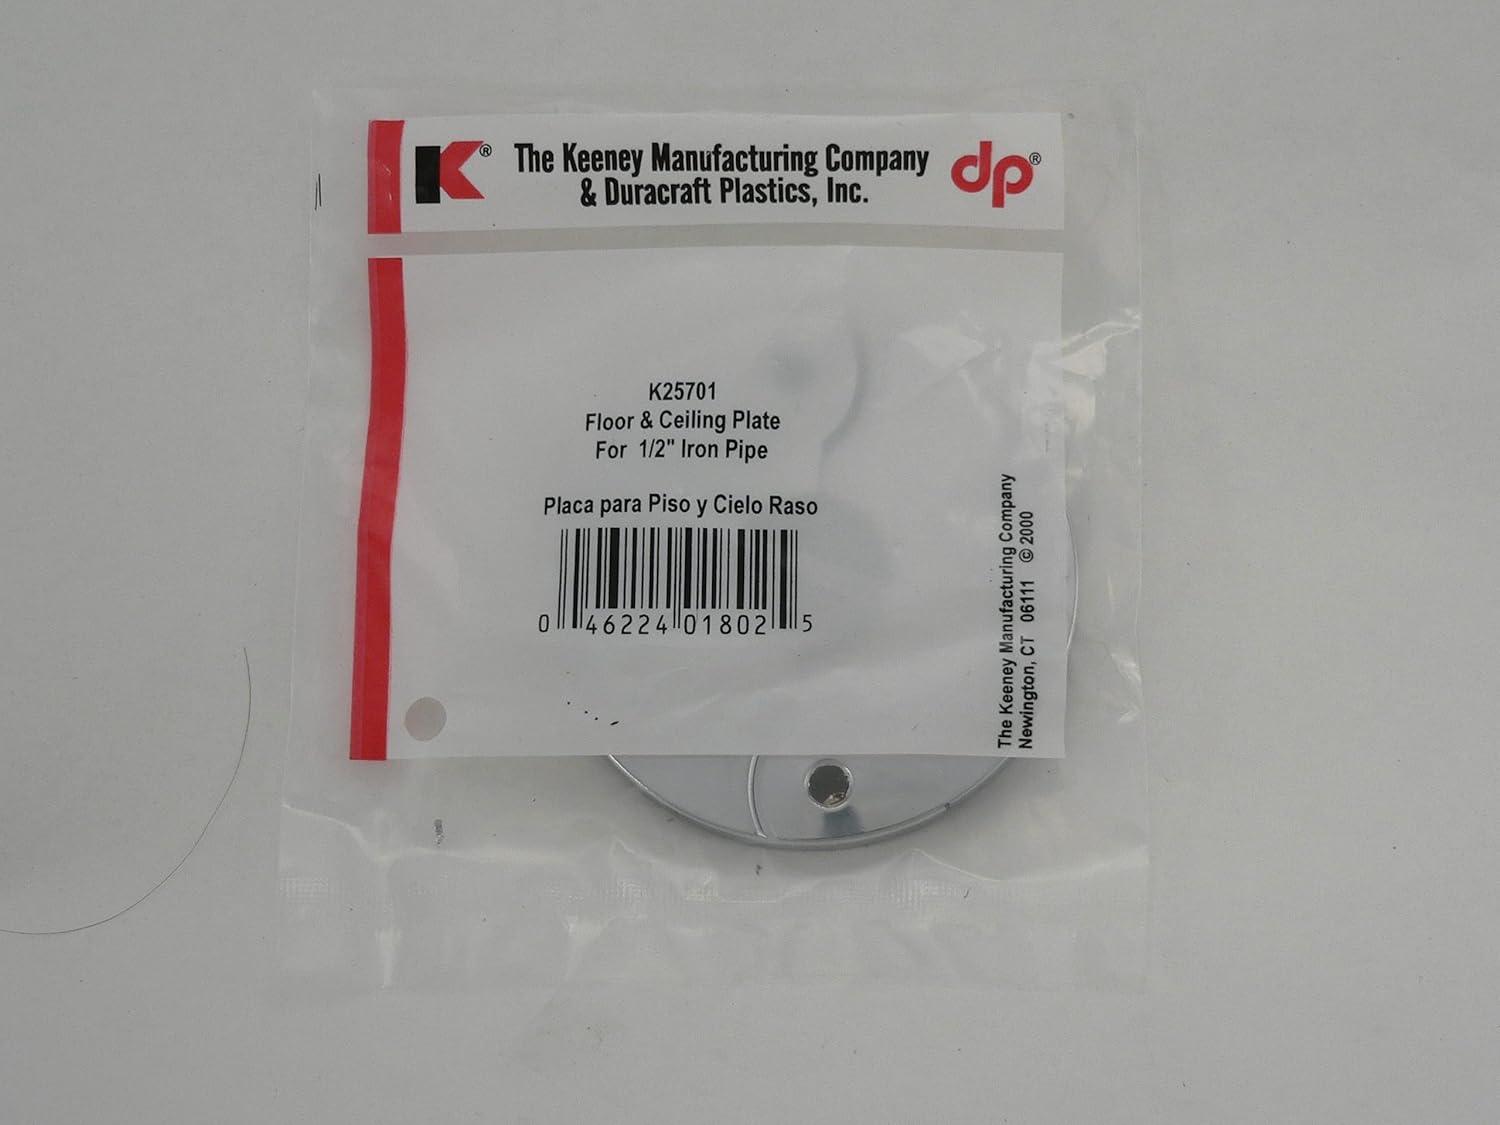 K®
The Keeney Manufacturing Company
& Duracraft Plastics, Inc.
dp®
K25701
Floor & Ceiling Plate
For 1/2" Iron Pipe
Placa para Piso y Cielo Raso
0 46224 01802 5
The Keeney Manufacturing Company
Newington, CT 06111 © 2000